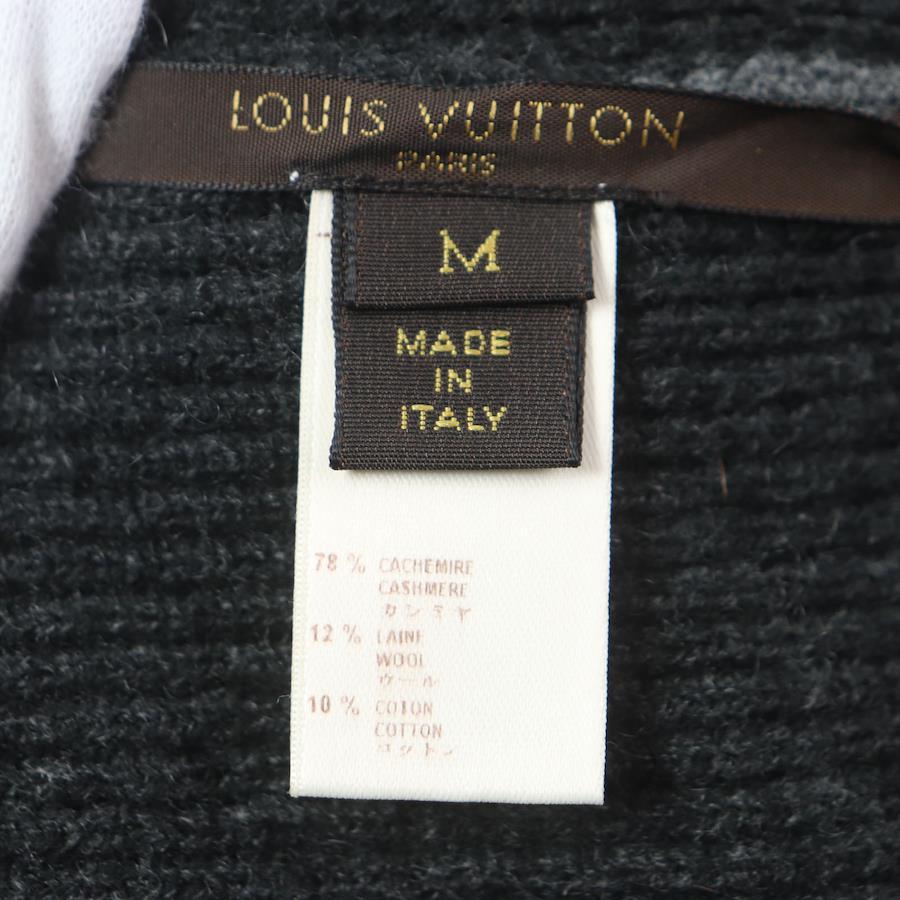 LOUIS VUITTON
PARIS
M
MADE
IN
ITALY
78 % CACHEMIRE
CASHMERE
カシミヤ
12 % LAINE
WOOL
ウール
10 % COTON
COTTON
コットン